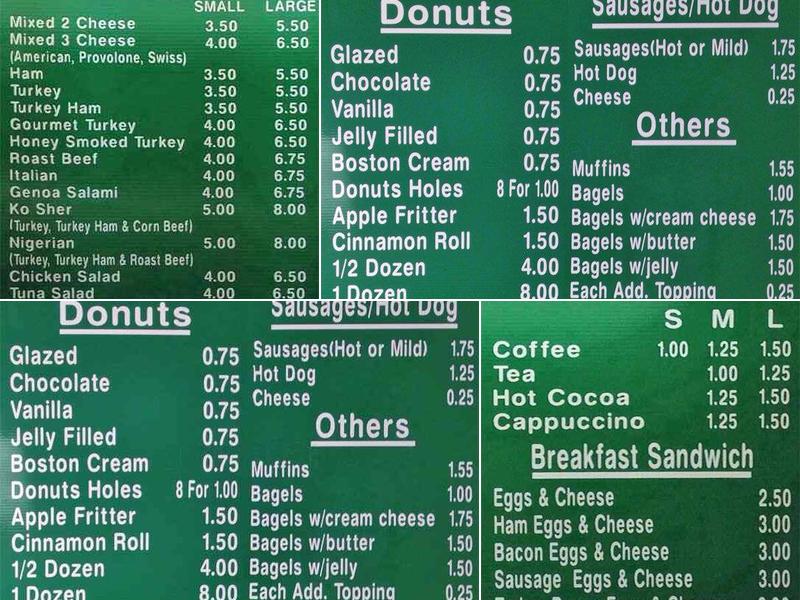 SMALL LARGE
Mixed 2 Cheese 3.50 5.50
Mixed 3 Cheese 4.00 6.50
(American, Provolone, Swiss)
Ham 3.50 5.50
Turkey 3.50 5.50
Turkey Ham 3.50 5.50
Gourmet Turkey 4.00 6.50
Honey Smoked Turkey 4.00 6.50
Roast Beef 4.00 6.75
Italian 4.00 6.75
Genoa Salami 4.00 6.75
Ko Sher 5.00 8.00
(Turkey, Turkey Ham & Corn Beef)
Nigerian 5.00 8.00
(Turkey, Turkey Ham & Roast Beef)
Chicken Salad 4.00 6.50
Tuna Salad 4.00 6.50
Donuts
Glazed 0.75
Chocolate 0.75
Vanilla 0.75
Jelly Filled 0.75
Boston Cream 0.75
Donuts Holes 8 For 1.00
Apple Fritter 1.50
Cinnamon Roll 1.50
1/2 Dozen 4.00
1 Dozen 8.00
Sausages/Hot Dog
Sausages(Hot or Mild) 1.75
Hot Dog 1.25
Cheese 0.25
Others
Muffins 1.55
Bagels 1.00
Bagels w/cream cheese 1.75
Bagels w/butter 1.50
Bagels w/jelly 1.50
Each Add. Topping 0.25
Donuts
Glazed 0.75
Chocolate 0.75
Vanilla 0.75
Jelly Filled 0.75
Boston Cream 0.75
Donuts Holes 8 For 1.00
Apple Fritter 1.50
Cinnamon Roll 1.50
1/2 Dozen 4.00
1 Dozen 8.00
Sausages/Hot Dog
Sausages(Hot or Mild) 1.75
Hot Dog 1.25
Cheese 0.25
Others
Muffins 1.55
Bagels 1.00
Bagels w/cream cheese 1.75
Bagels w/butter 1.50
Bagels w/jelly 1.50
Each Add. Topping 0.25
S M L
Coffee 1.00 1.25 1.50
Tea 1.00 1.25
Hot Cocoa 1.25 1.50
Cappuccino 1.25 1.50
Breakfast Sandwich
Eggs & Cheese 2.50
Ham Eggs & Cheese 3.00
Bacon Eggs & Cheese 3.00
Sausage Eggs & Cheese 3.00